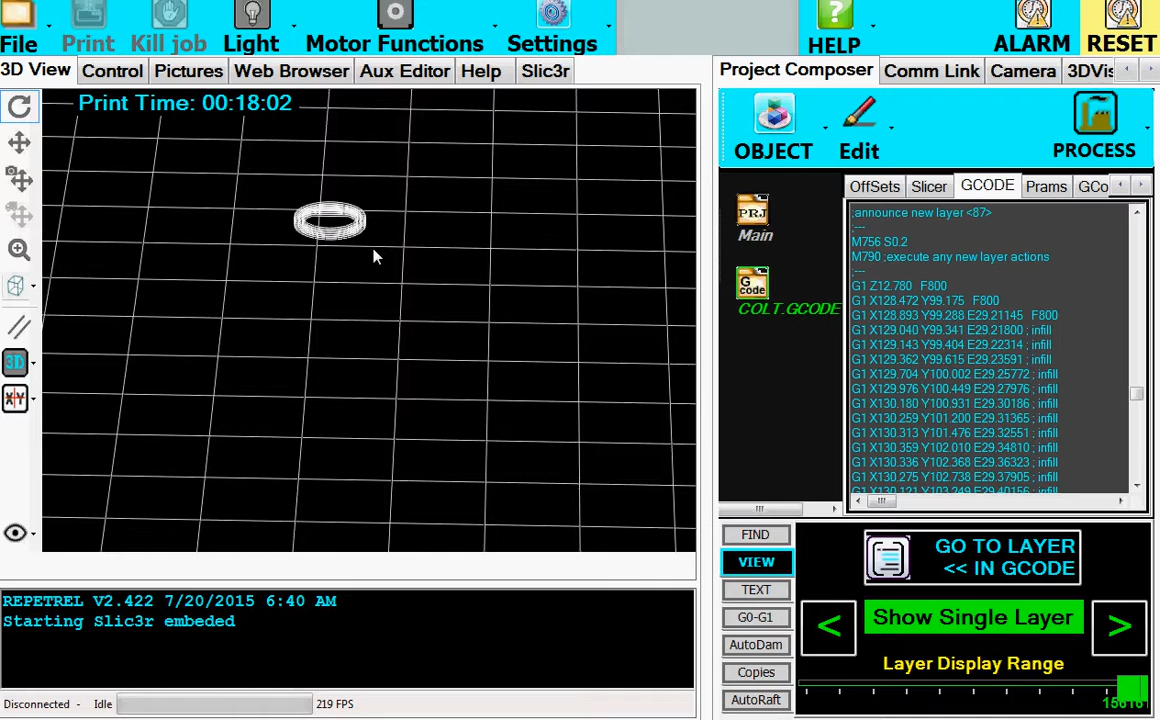 File Print Kill job Light Motor Functions Settings HELP ALARM RESET
3D View Control Pictures Web Browser Aux Editor Help Slic3r
Print Time: 00:18:02
REPETREL V2.422 7/20/2015 6:40 AM
Starting Slic3r embeded
Disconnected - Idle 219 FPS
Project Composer Comm Link Camera 3DVis
OBJECT Edit PROCESS
PRJ
Main
G code
COLT.GCODE
OffSets Slicer GCODE Prams GCo
;announce new layer <87>
;---
M756 S0.2
M790 ;execute any new layer actions
;---
G1 Z12.780 F800
G1 X128.472 Y99.175 F800
G1 X128.893 Y99.288 E29.21145 F800
G1 X129.040 Y99.341 E29.21800 ; infill
G1 X129.143 Y99.404 E29.22314 ; infill
G1 X129.362 Y99.615 E29.23591 ; infill
G1 X129.704 Y100.002 E29.25772 ; infill
G1 X129.976 Y100.449 E29.27976 ; infill
G1 X130.180 Y100.931 E29.30186 ; infill
G1 X130.259 Y101.200 E29.31365 ; infill
G1 X130.313 Y101.476 E29.32551 ; infill
G1 X130.359 Y102.010 E29.34810 ; infill
G1 X130.336 Y102.368 E29.36323 ; infill
G1 X130.275 Y102.738 E29.37905 ; infill
G1 X130.121 Y103.249 E29.40156 ; infill
FIND
VIEW
TEXT
G0-G1
AutoDam
Copies
AutoRaft
GO TO LAYER
<< IN GCODE
< Show Single Layer >
Layer Display Range
3D
X Y